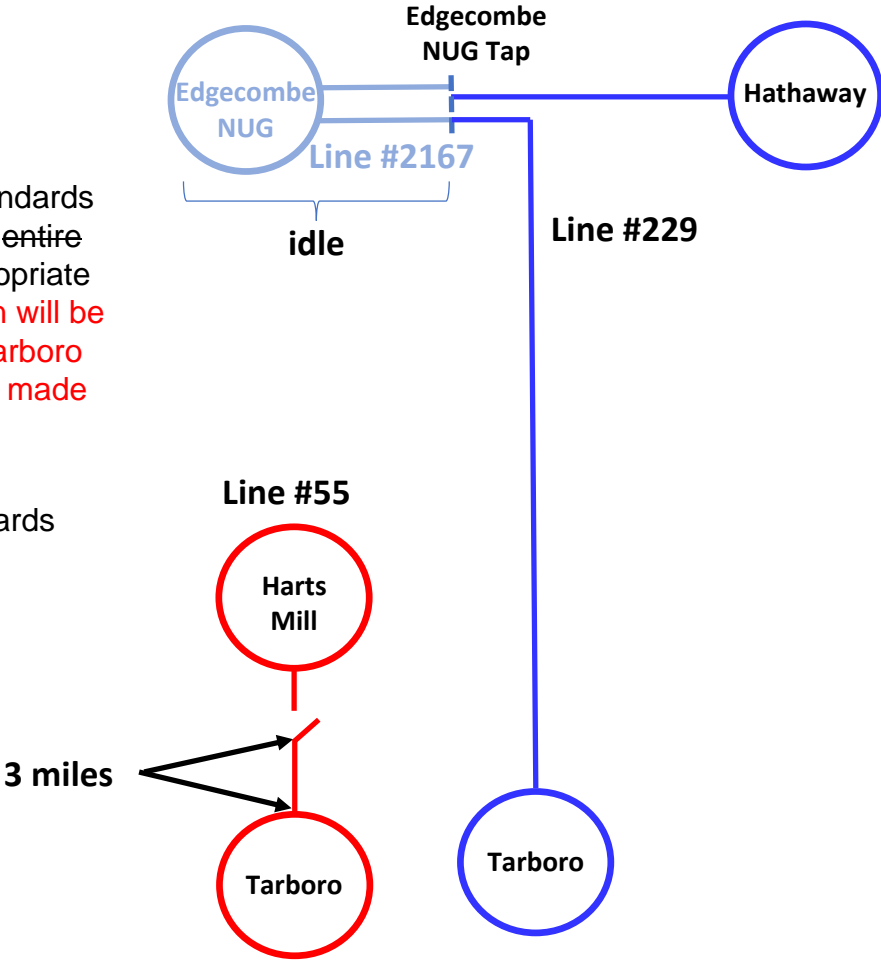 Edgecombe
NUG Tap
Edgecombe
NUG
Hathaway
Line #2167
idle
Line #229
ndards
entire
opriate
will be
arboro
made
ards
Line #55
Harts
Mill
3 miles
Tarboro
Tarboro